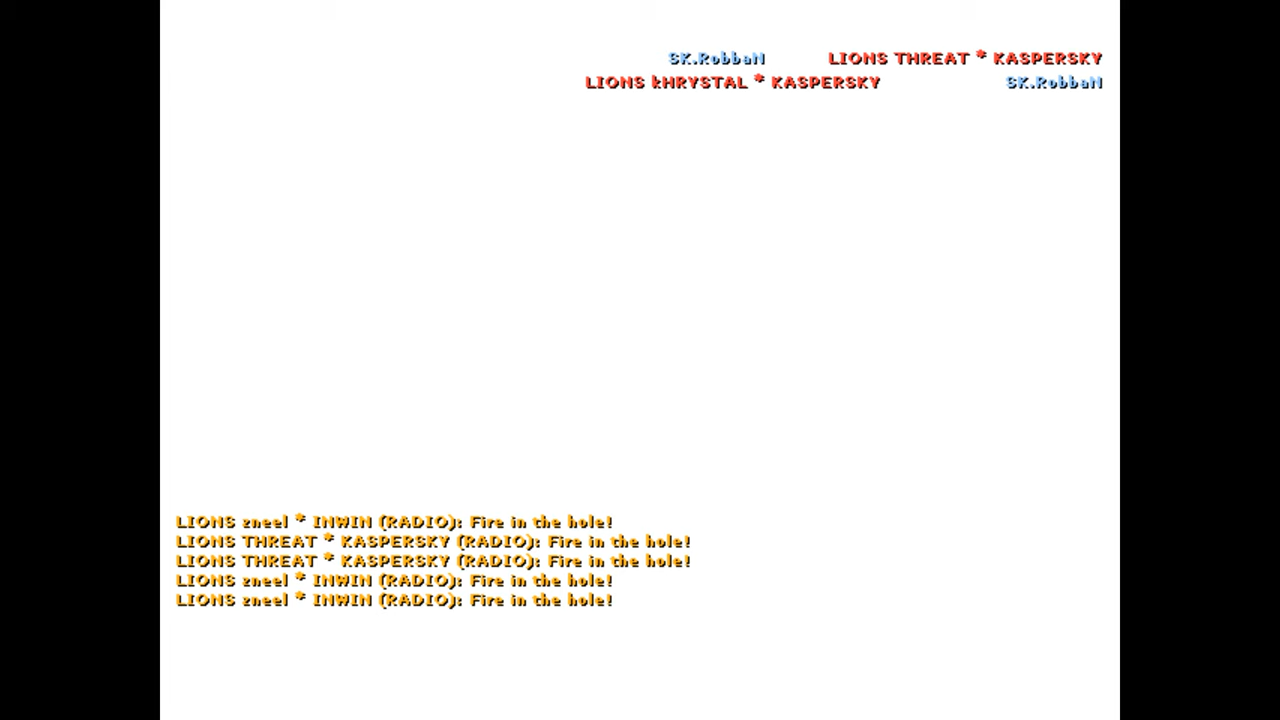 SK.RobbaN LIONS THREAT * KASPERSKY
LIONS kHRYSTAL * KASPERSKY SK.RobbaN
LIONS zneel * INWIN (RADIO): Fire in the hole!
LIONS THREAT * KASPERSKY (RADIO): Fire in the hole!
LIONS THREAT * KASPERSKY (RADIO): Fire in the hole!
LIONS zneel * INWIN (RADIO): Fire in the hole!
LIONS zneel * INWIN (RADIO): Fire in the hole!